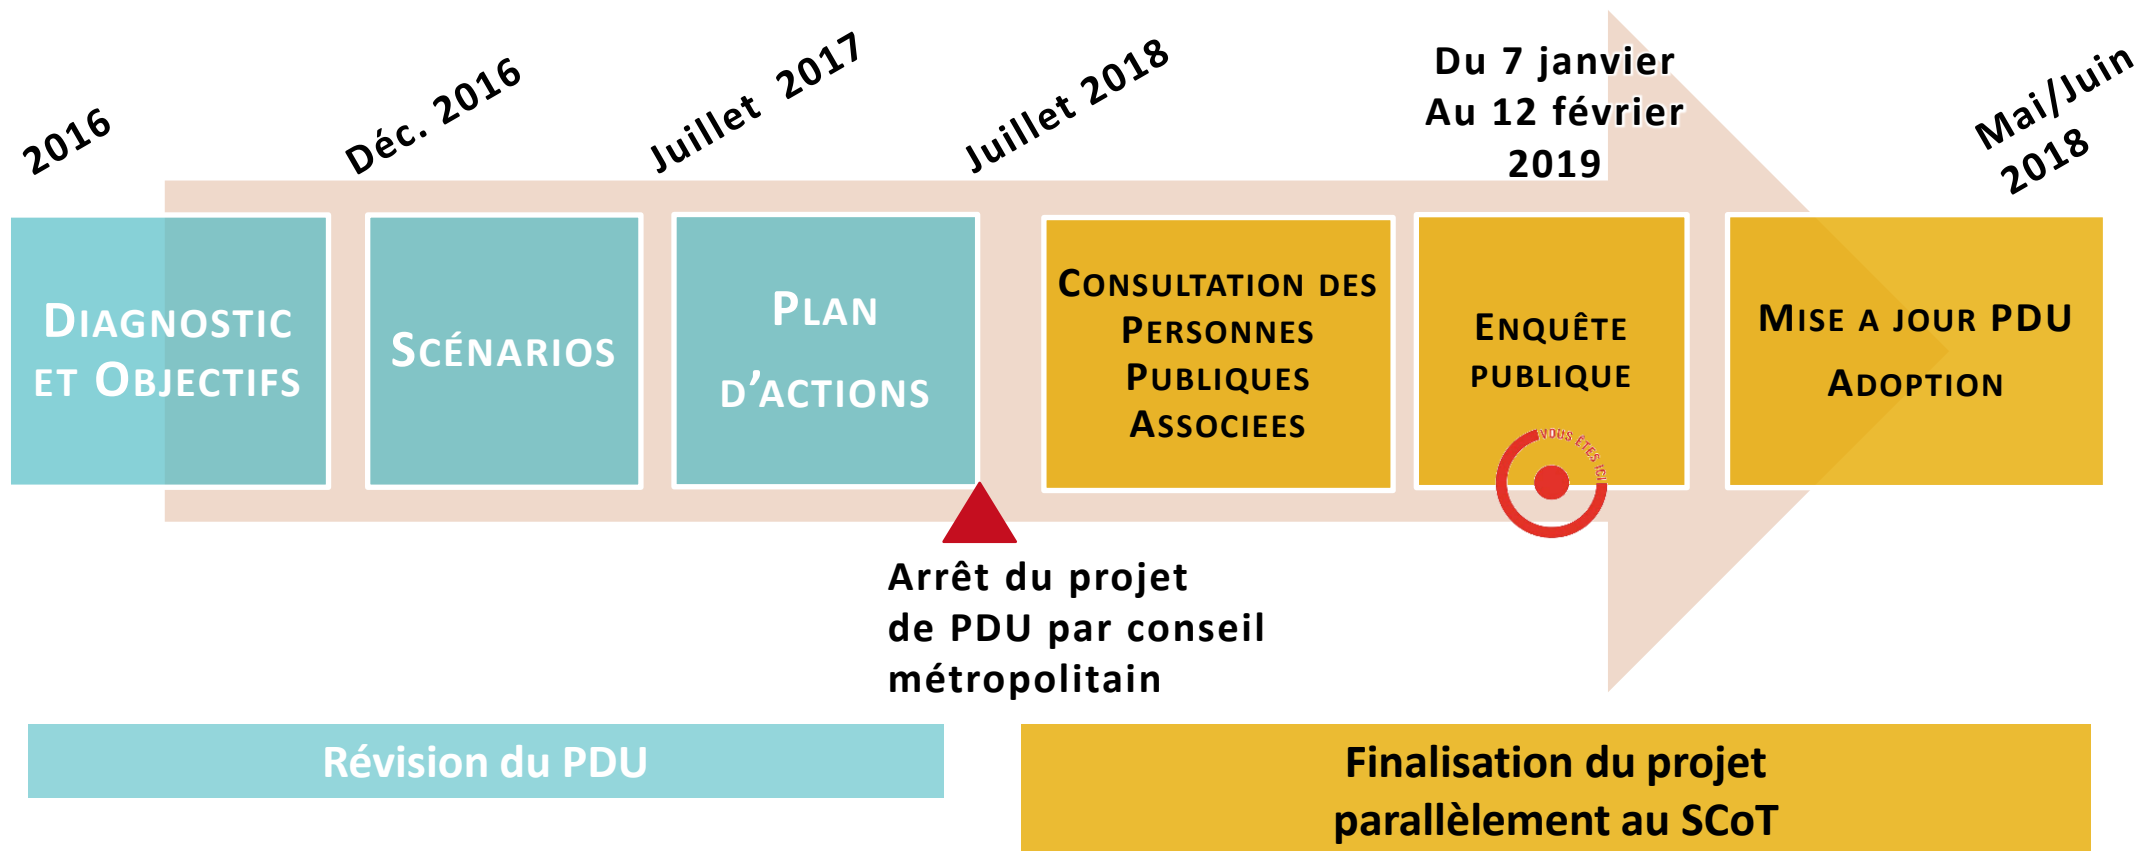 2016
Déc. 2016
Juillet 2017
Juillet 2018
Du 7 janvier
Au 12 février
2019
Mai/Juin
2018
DIAGNOSTIC
ET OBJECTIFS
SCÉNARIOS
PLAN
D’ACTIONS
CONSULTATION DES
PERSONNES
PUBLIQUES
ASSOCIEES
ENQUÊTE
PUBLIQUE
VOUS ÊTES ICI
MISE A JOUR PDU
ADOPTION
Arrêt du projet
de PDU par conseil
métropolitain
Révision du PDU
Finalisation du projet
parallèlement au SCoT